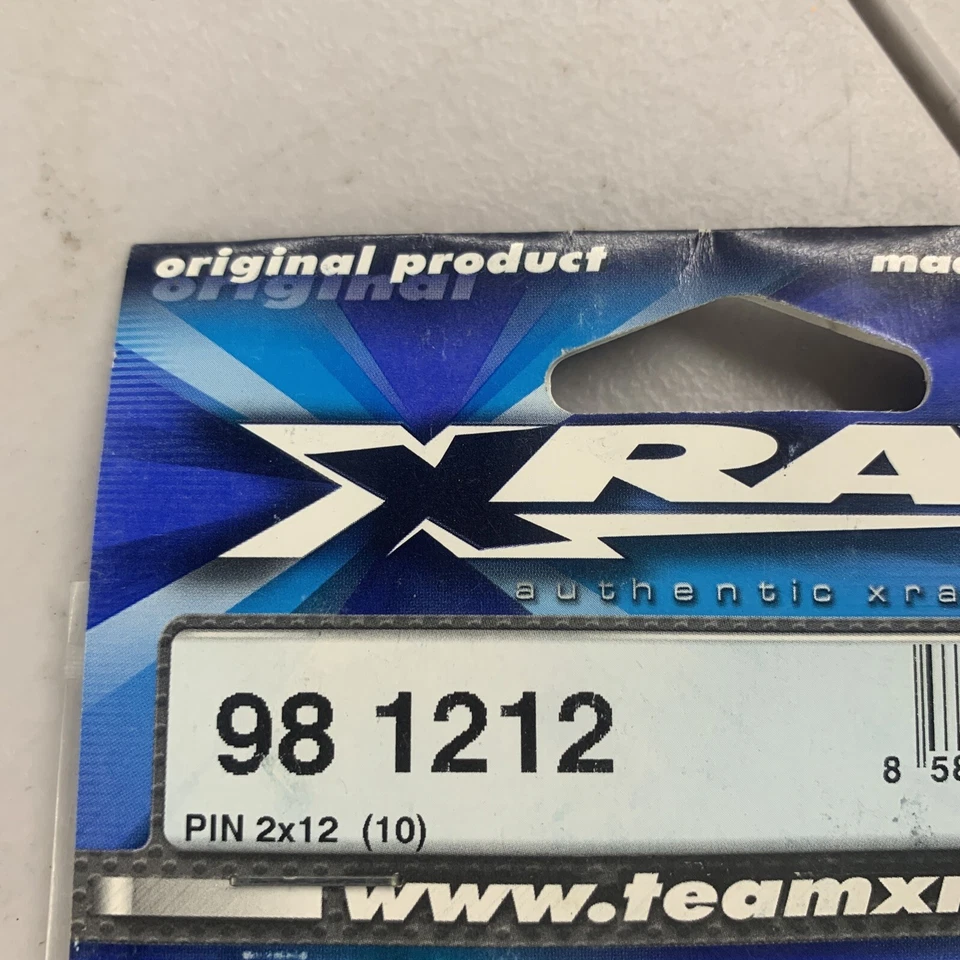 original product
original
XRA
authentic xra
98 1212
8 58
PIN 2x12 (10)
www.teamx